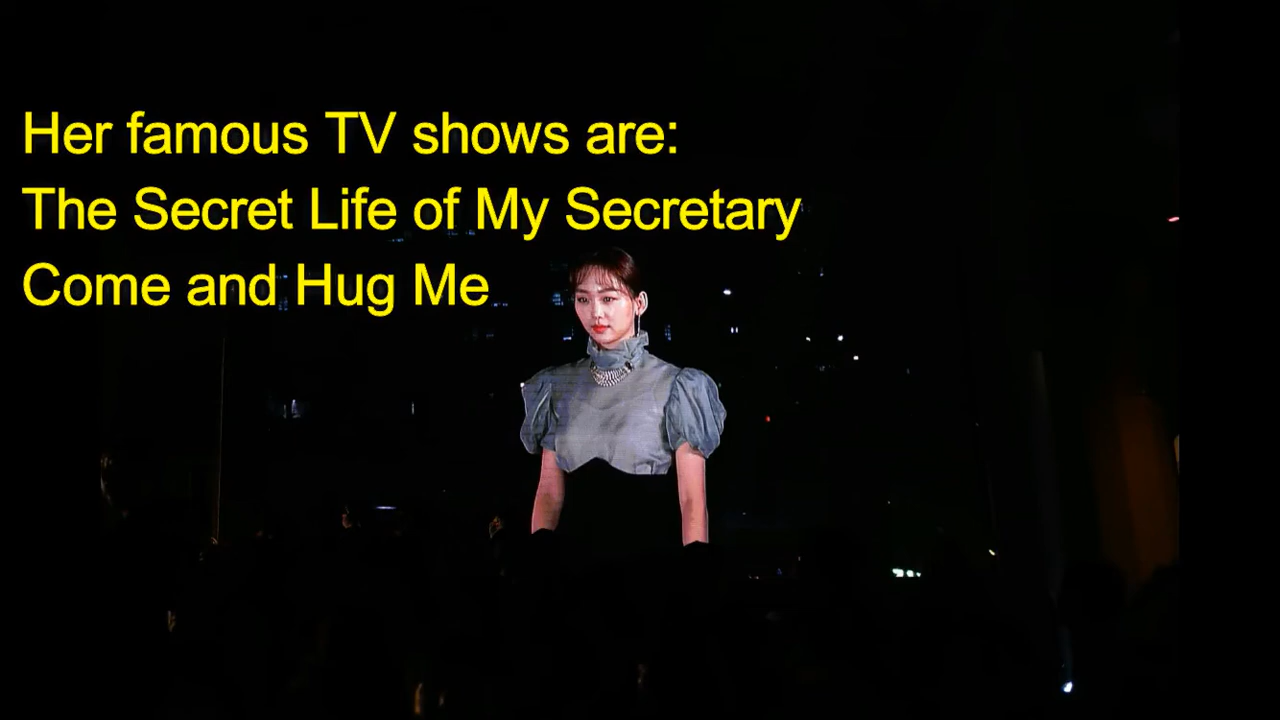 Her famous TV shows are:
The Secret Life of My Secretary
Come and Hug Me